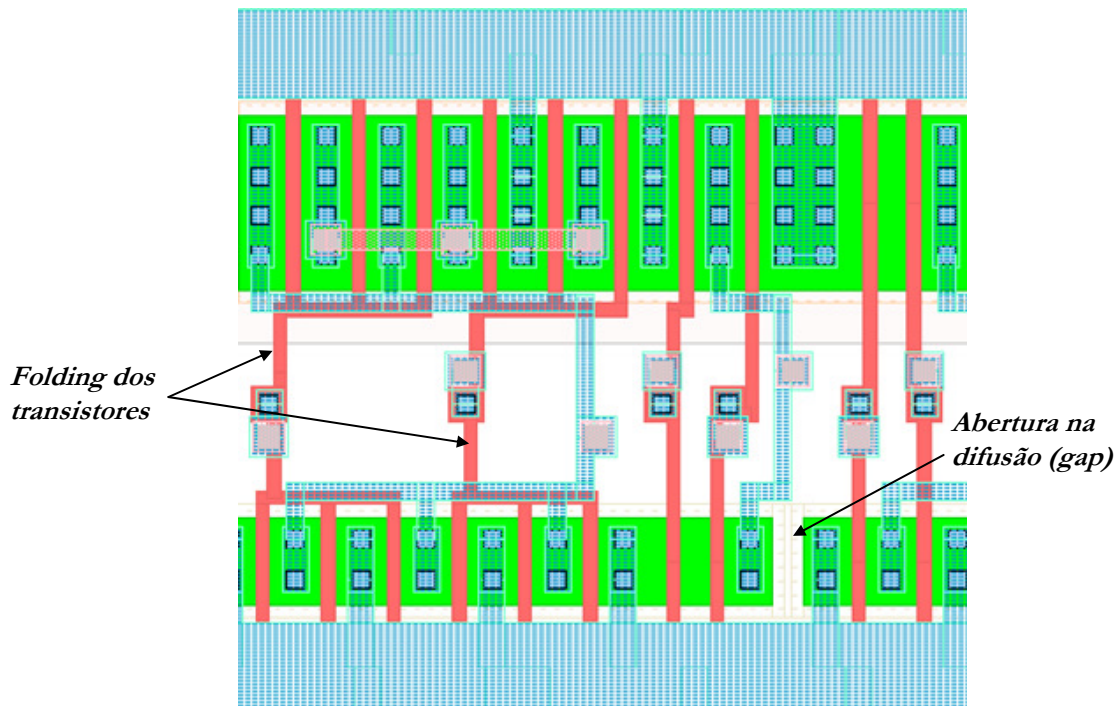 Folding dos
transistores
Abertura na
difusão (gap)